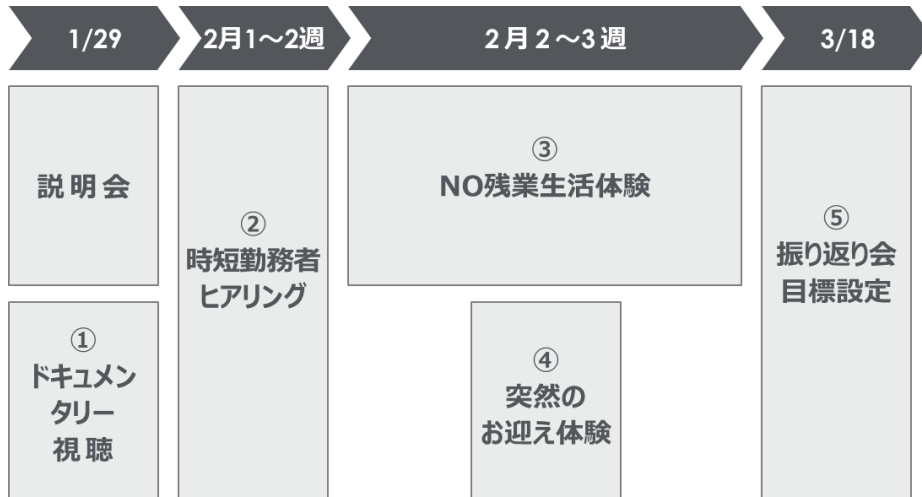 1/29
2月1～2週
2月2～3週
3/18
説明会
①
ドキュメン
タリー
視聴
②
時短勤務者
ヒアリング
③
NO残業生活体験
④
突然の
お迎え体験
⑤
振り返り会
目標設定